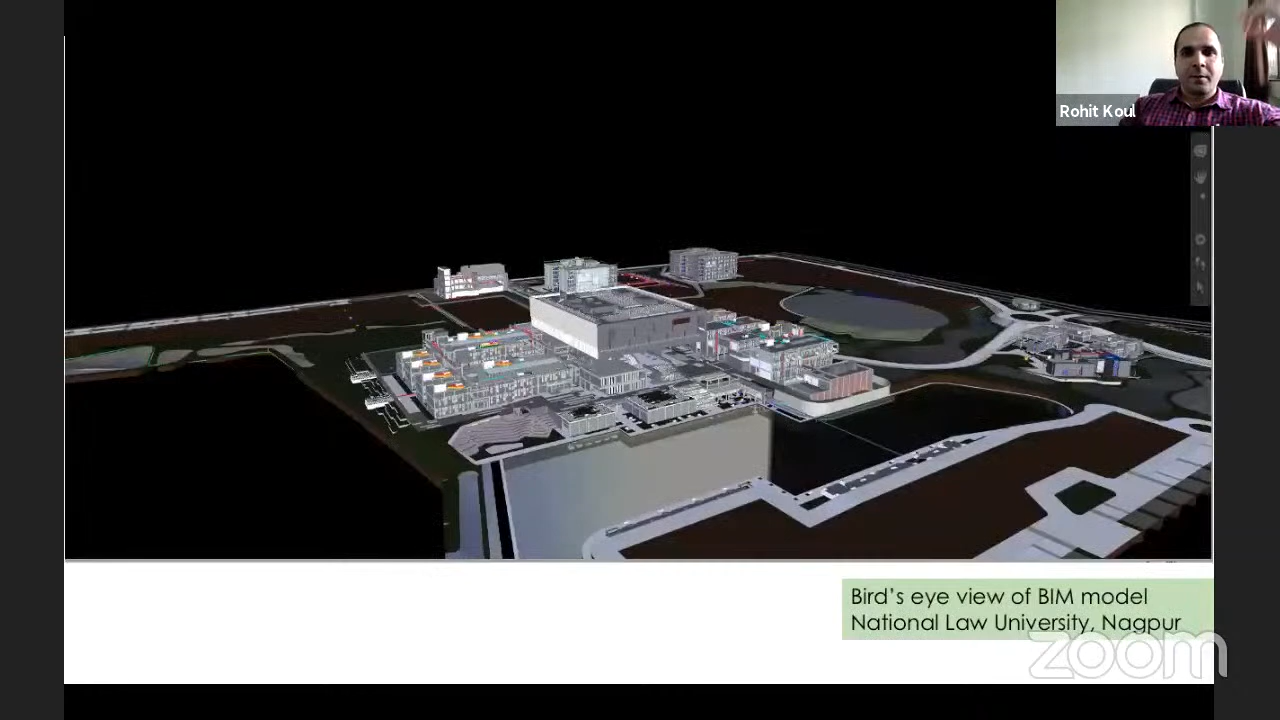 Rohit Koul
Bird's eye view of BIM model
National Law University, Nagpur
zoom